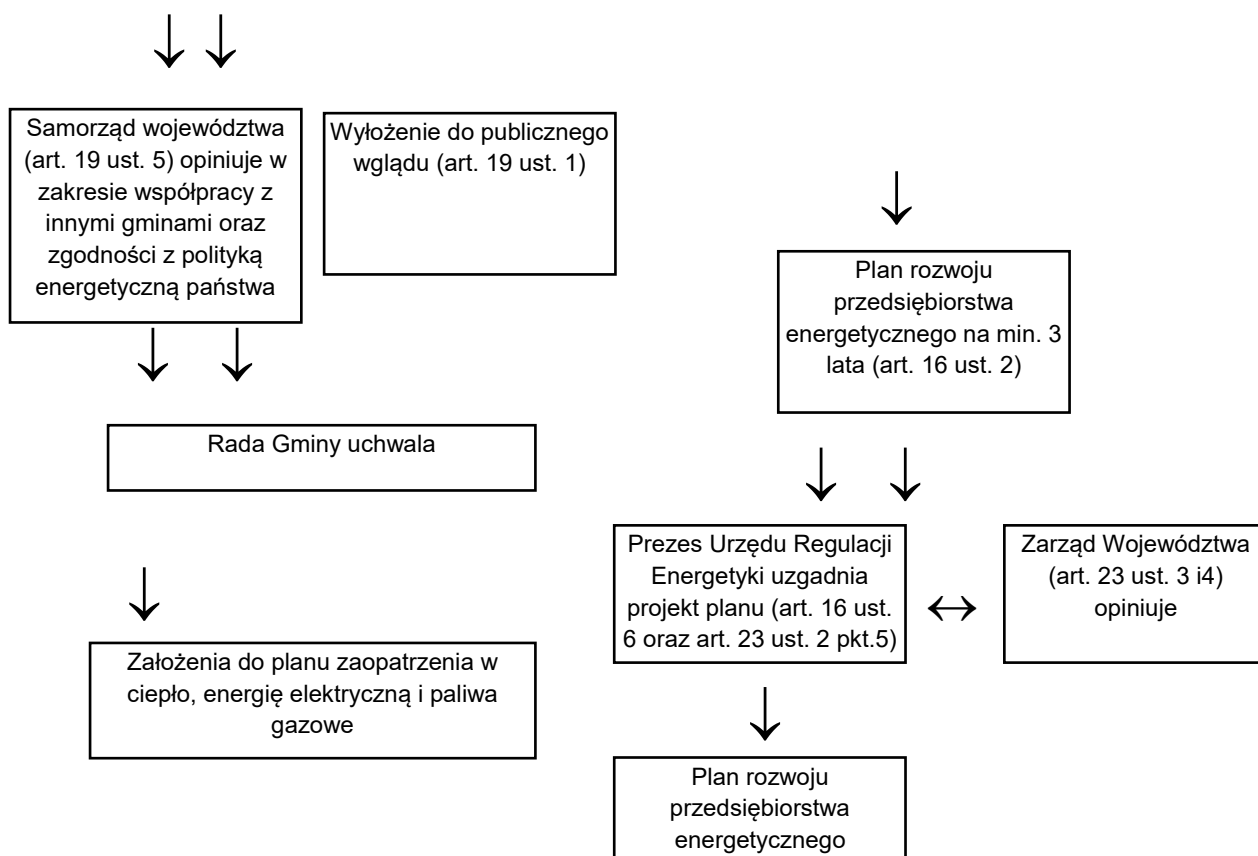 Samorząd województwa
(art. 19 ust. 5) opiniuje w
zakresie współpracy z
innymi gminami oraz
zgodności z polityką
energetyczną państwa
Wyłożenie do publicznego
wglądu (art. 19 ust. 1)
Plan rozwoju
przedsiębiorstwa
energetycznego na min. 3
lata (art. 16 ust. 2)
Rada Gminy uchwala
Prezes Urzędu Regulacji
Energetyki uzgadnia
projekt planu (art. 16 ust.
6 oraz art. 23 ust. 2 pkt.5)
Zarząd Województwa
(art. 23 ust. 3 i4)
opiniuje
Założenia do planu zaopatrzenia w
ciepło, energię elektryczną i paliwa
gazowe
Plan rozwoju
przedsiębiorstwa
energetycznego